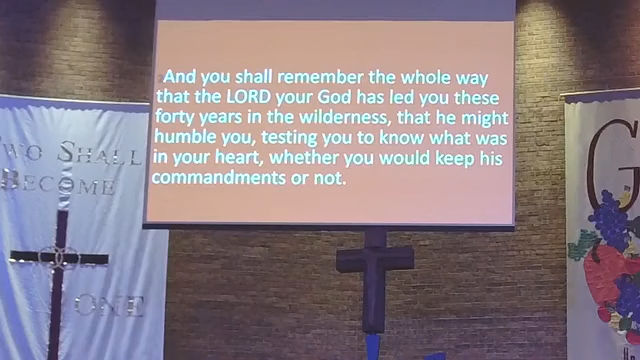 And you shall remember the whole way
that the LORD your God has led you these
forty years in the wilderness, that he might
humble you, testing you to know what was
in your heart, whether you would keep his
commandments or not.
TWO SHALL
BECOME
ONE
G